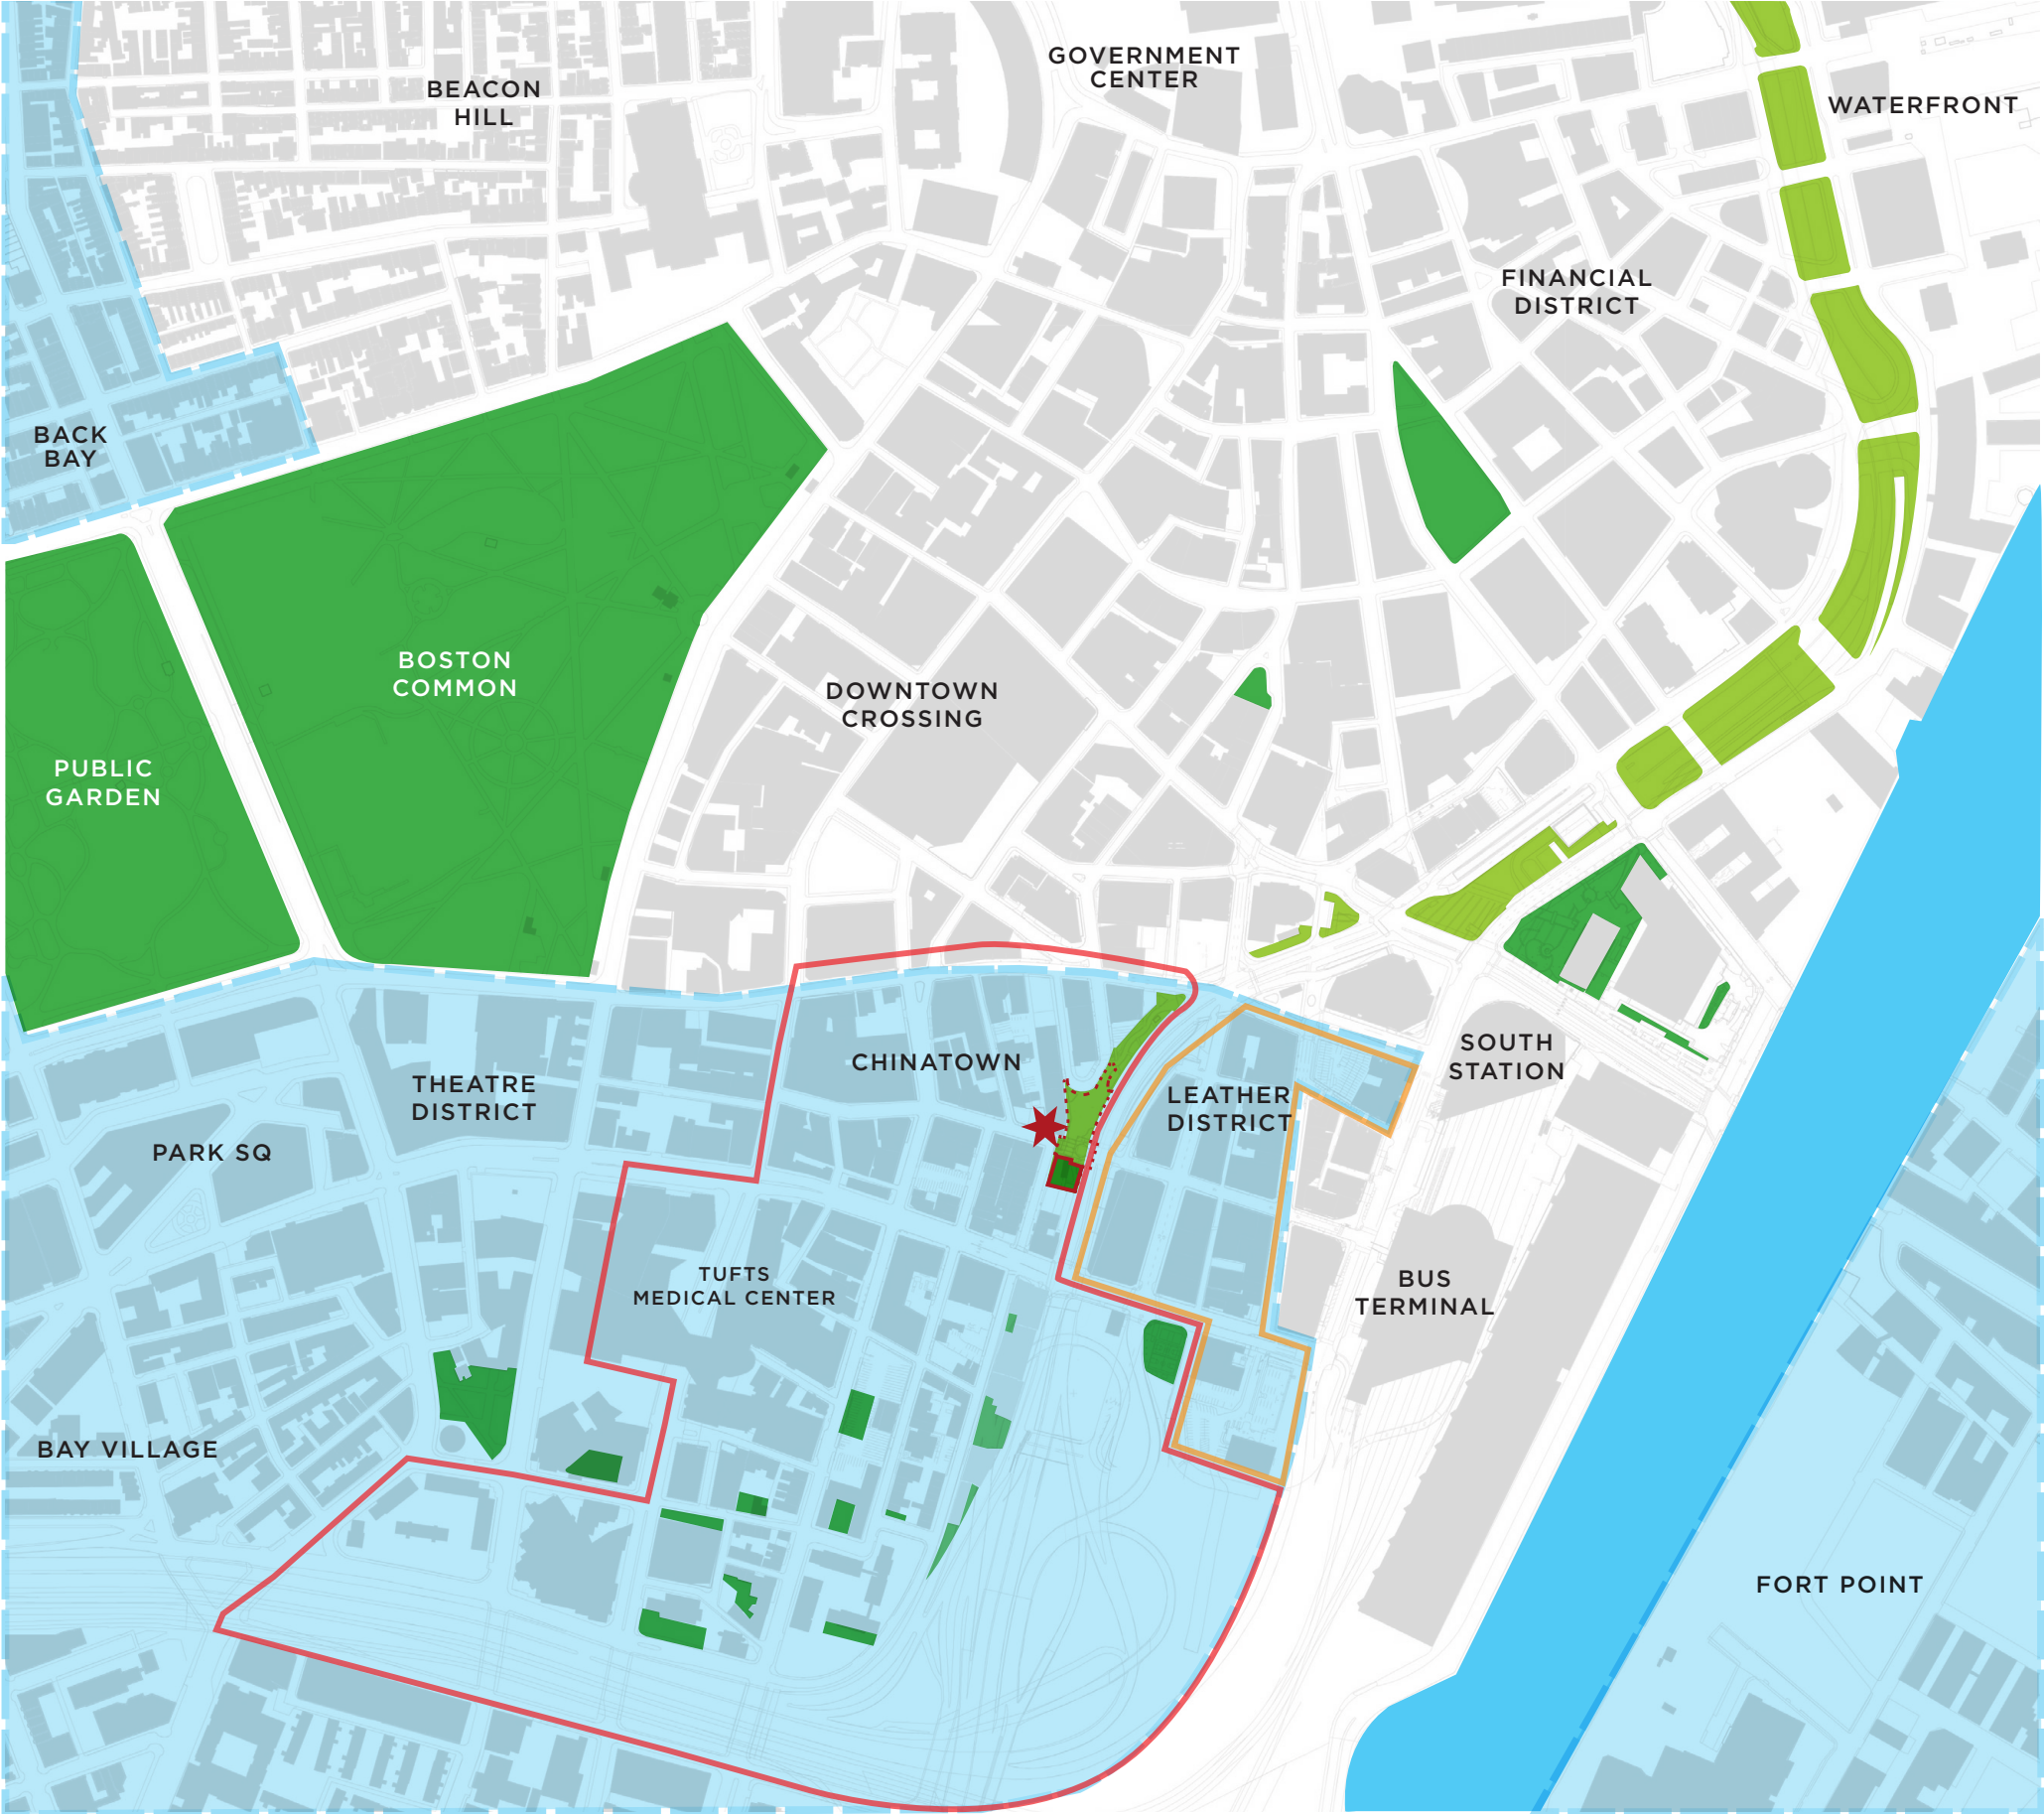 GOVERNMENT
CENTER
BEACON
HILL
WATERFRONT
FINANCIAL
DISTRICT
BACK
BAY
BOSTON
COMMON
DOWNTOWN
CROSSING
PUBLIC
GARDEN
SOUTH
STATION
CHINATOWN
THEATRE
DISTRICT
LEATHER
DISTRICT
PARK SQ
TUFTS
MEDICAL CENTER
BUS
TERMINAL
BAY VILLAGE
FORT POINT